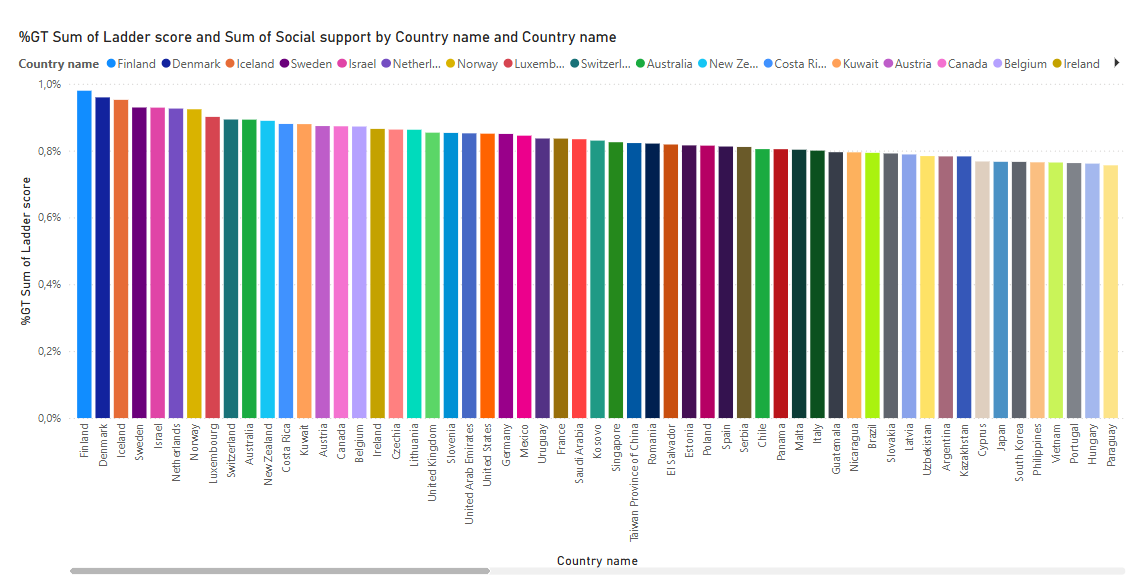 %GT Sum of Ladder score and Sum of Social support by Country name and Country name
Country name Finland Denmark Iceland Sweden Israel Netherl... Norway Luxemb... Switzerl... Australia New Ze... Costa Ri... Kuwait Austria Canada Belgium Ireland
1,0%
0,8%
0,6%
0,4%
0,2%
0,0%
%GT Sum of Ladder score
Finland
Denmark
Iceland
Sweden
Israel
Netherlands
Norway
Luxembourg
Switzerland
Australia
New Zealand
Costa Rica
Kuwait
Austria
Canada
Belgium
Ireland
Czechia
Lithuania
United Kingdom
Slovenia
United Arab Emirates
United States
Germany
Mexico
Uruguay
France
Saudi Arabia
Kosovo
Singapore
Taiwan Province of China
Romania
El Salvador
Estonia
Poland
Spain
Serbia
Chile
Panama
Malta
Italy
Guatemala
Nicaragua
Brazil
Slovakia
Latvia
Uzbekistan
Argentina
Kazakhstan
Cyprus
Japan
South Korea
Philippines
Vietnam
Portugal
Hungary
Paraguay
Country name